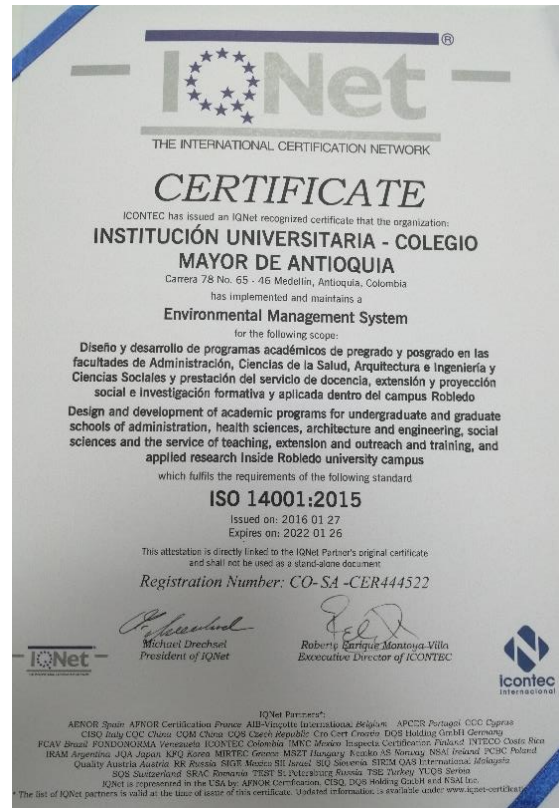 IQNet
®
THE INTERNATIONAL CERTIFICATION NETWORK
CERTIFICATE
ICONTEC has issued an IQNet recognized certificate that the organization:
INSTITUCIÓN UNIVERSITARIA - COLEGIO
MAYOR DE ANTIOQUIA
Carrera 78 No. 65 - 46 Medellín, Antioquia, Colombia
has implemented and maintains a
Environmental Management System
for the following scope:
Diseño y desarrollo de programas académicos de pregrado y posgrado en las
facultades de Administración, Ciencias de la Salud, Arquitectura e Ingeniería y
Ciencias Sociales y prestación del servicio de docencia, extensión y proyección
social e investigación formativa y aplicada dentro del campus Robledo
Design and development of academic programs for undergraduate and graduate
schools of administration, health sciences, architecture and engineering, social
sciences and the service of teaching, extension and outreach and training, and
applied research Inside Robledo university campus
which fulfils the requirements of the following standard
ISO 14001:2015
Issued on: 2016 01 27
Expires on: 2022 01 26
This attestation is directly linked to the IQNet Partner's original certificate
and shall not be used as a stand-alone document
Registration Number: CO-SA-CER444522
Michael Drechsel
President of IQNet
Roberto Enrique Montoya Villa
Excecutive Director of ICONTEC
IQNet
icontec
internacional
IQNet Partners*:
AENOR Spain AFNOR Certification France AIB-Vinçotte International Belgium APCER Portugal CCC Cyprus
CISQ Italy CQC China CQM China CQS Czech Republic Cro Cert Croatia DQS Holding GmbH Germany
FCAV Brazil FONDONORMA Venezuela ICONTEC Colombia IMNC Mexico Inspecta Certification Finland INTECO Costa Rica
IRAM Argentina JQA Japan KFQ Korea MIRTEC Greece MSZT Hungary Nemko AS Norway NSAI Ireland PCBC Poland
Quality Austria Austria RR Russia SIGE Mexico SII Israel SIQ Slovenia SIRIM QAS International Malaysia
SQS Switzerland SRAC Romania TEST St Petersburg Russia TSE Turkey YUQS Serbia
IQNet is represented in the USA by: AFNOR Certification, CISQ, DQS Holding GmbH and NSAI Inc.
* The list of IQNet partners is valid at the time of issue of this certificate. Updated information is available under www.iqnet-certificati